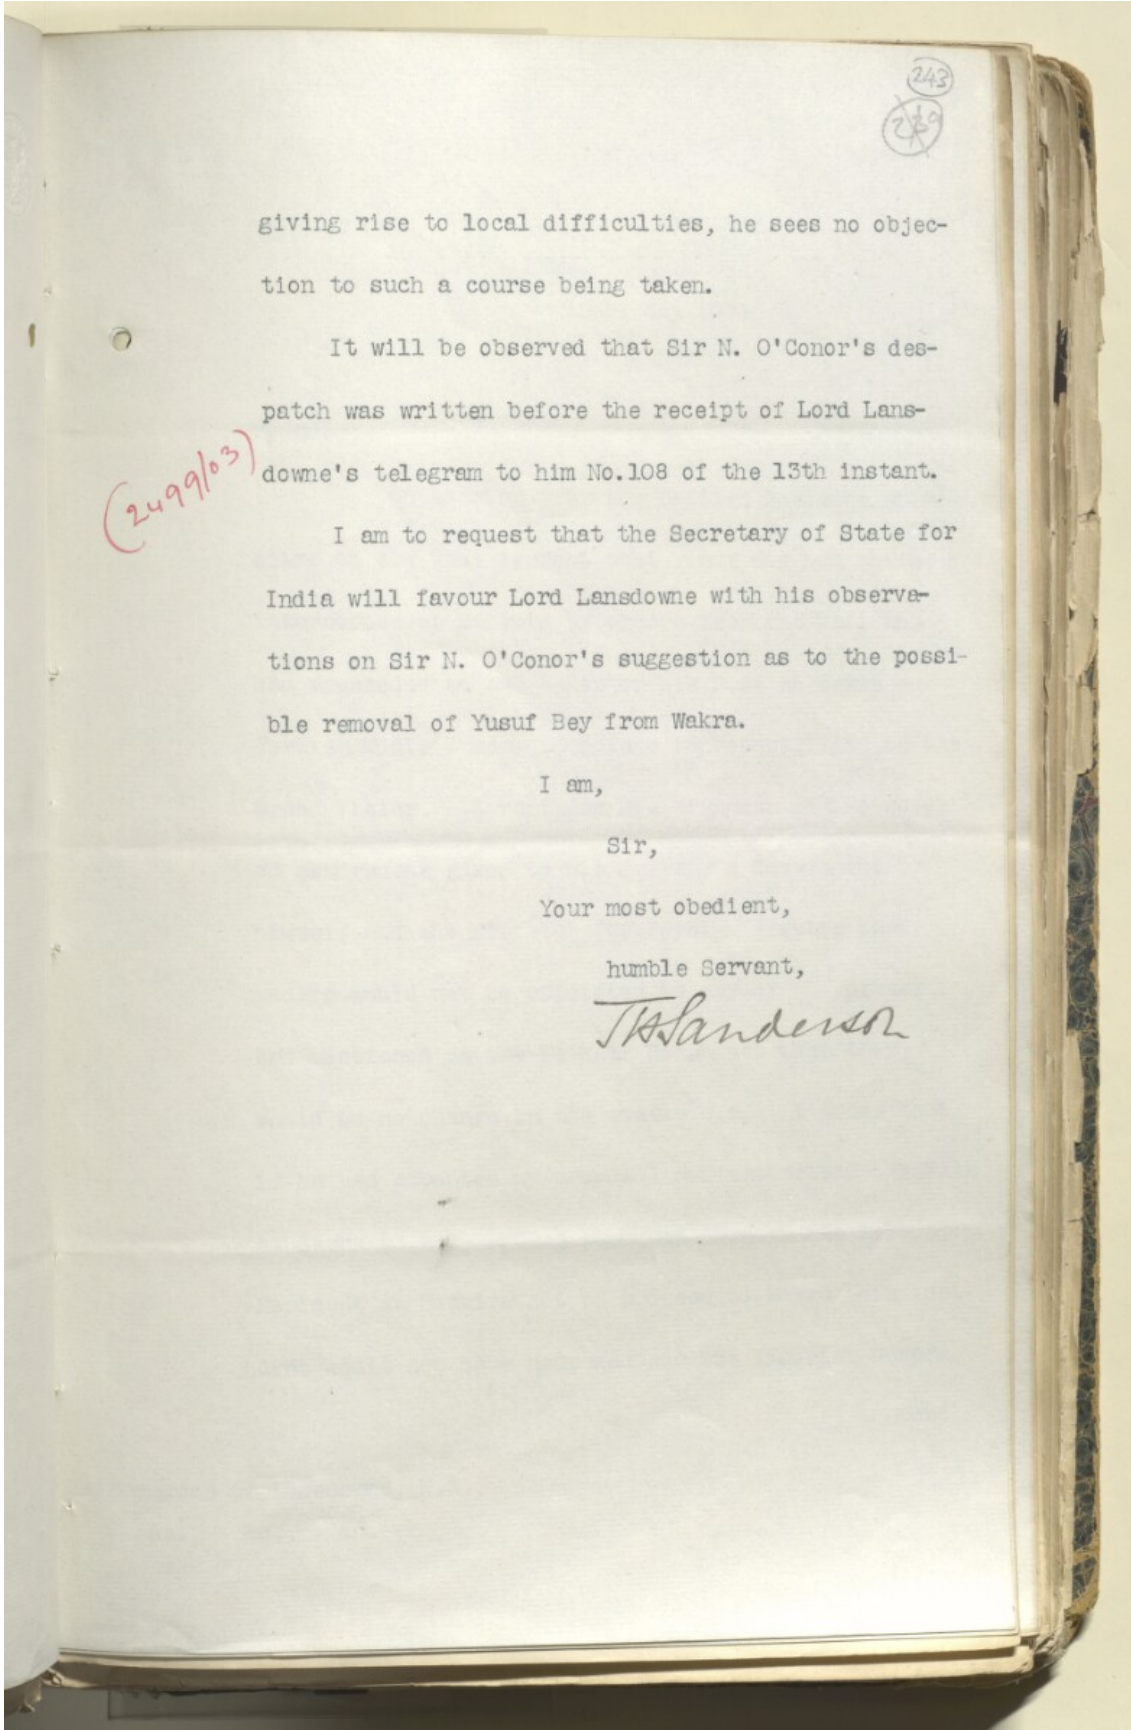 243
239
giving rise to local difficulties, he sees no objec-
tion to such a course being taken.
It will be observed that Sir N. O'Conor's des-
patch was written before the receipt of Lord Lans-
(2499/03)
downe's telegram to him No.108 of the 13th instant.
I am to request that the Secretary of State for
India will favour Lord Lansdowne with his observa-
tions on Sir N. O'Conor's suggestion as to the possi-
ble removal of Yusuf Bey from Wakra.
I am,
Sir,
Your most obedient,
humble Servant,
TH Sanderson